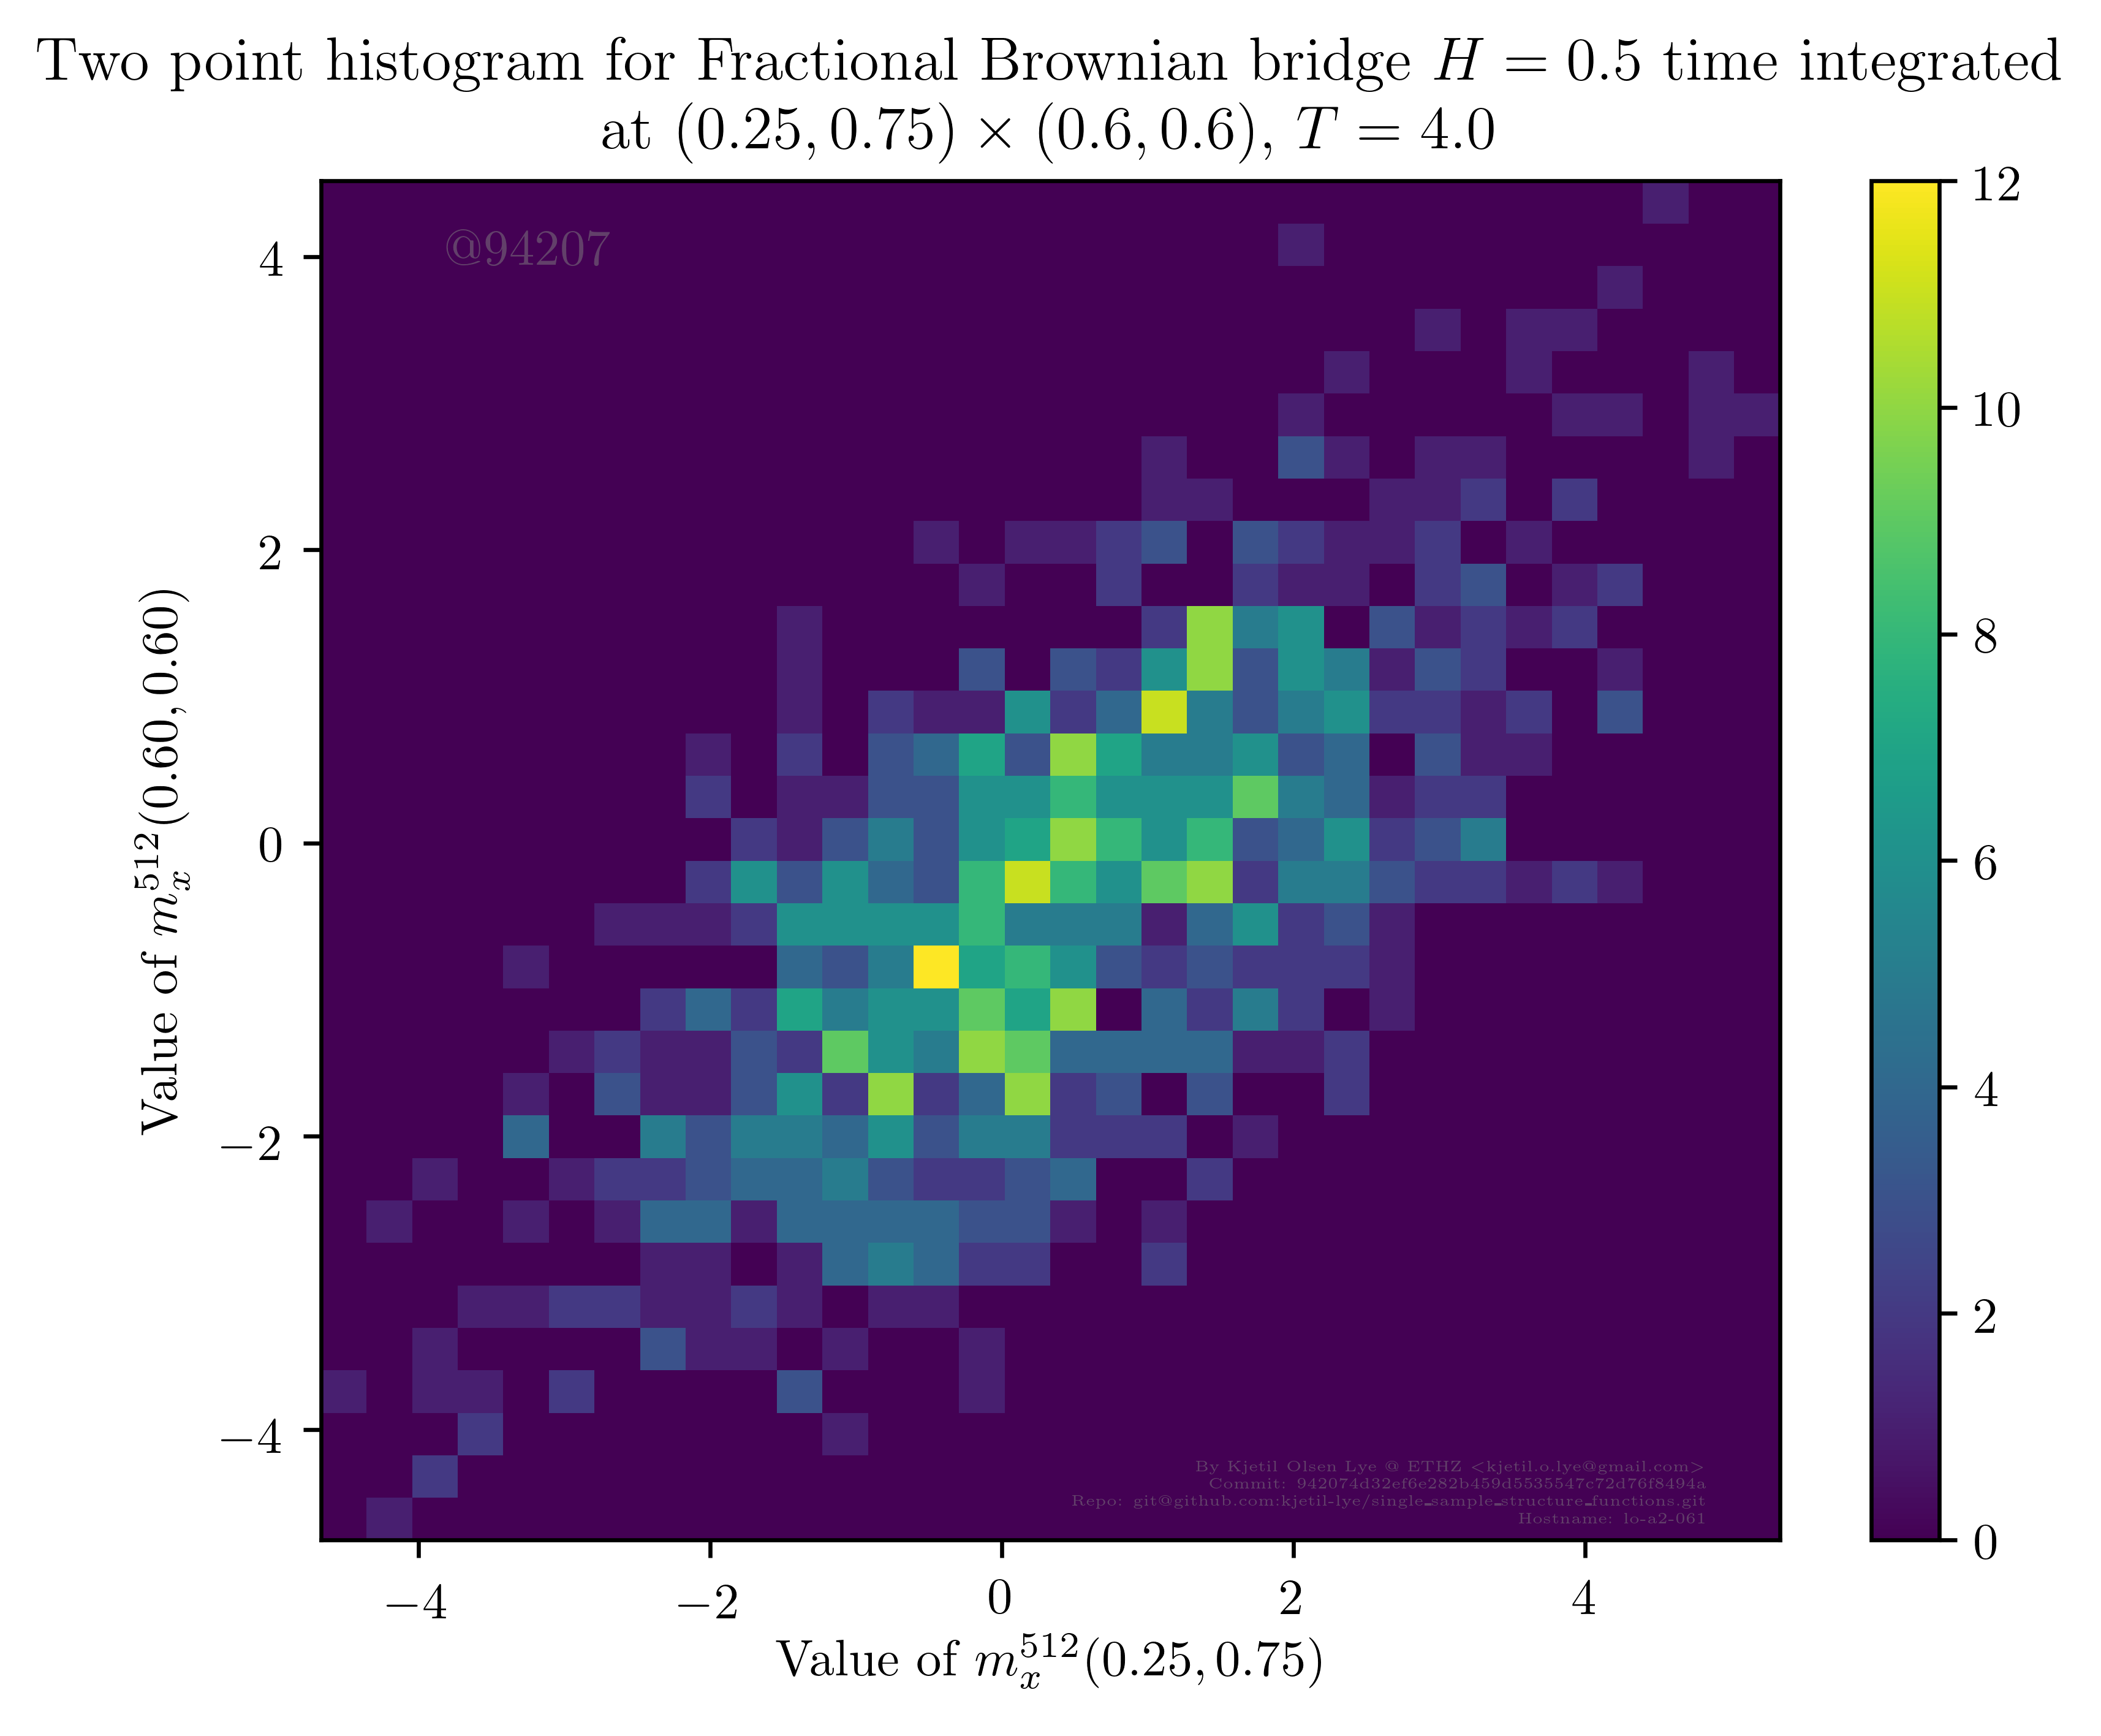 Two point histogram for Fractional Brownian bridge H = 0.5 time integrated
at (0.25, 0.75) × (0.6, 0.6), T = 4.0
@94207
4
2
0
−2
−4
Value of m_x^512(0.60, 0.60)
−4
−2
0
2
4
Value of m_x^512(0.25, 0.75)
12
10
8
6
4
2
0
By Kjetil Olsen Lye @ ETHZ <kjetil.o.lye@gmail.com>
Commit: 942074d32ef6e282b459d5535547c72d76f8494a
Repo: git@github.com:kjetil-lye/single_sample_structure_functions.git
Hostname: lo-a2-061